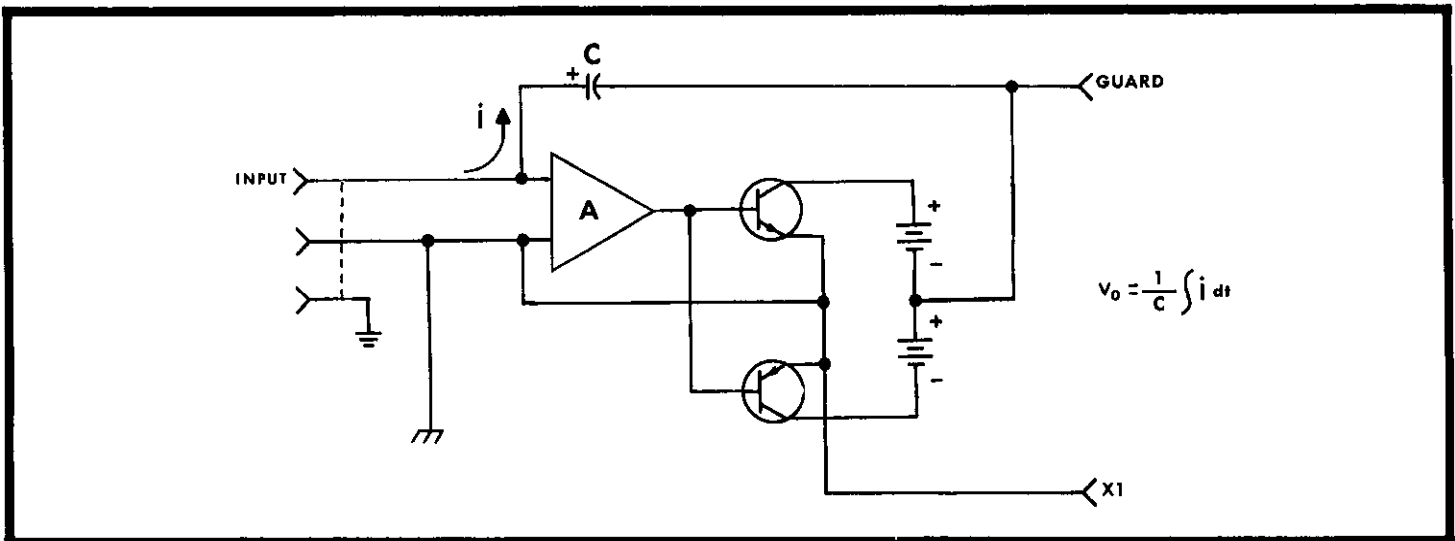 C
+
GUARD
i
INPUT
A
+
-
+
-
V₀ = 1/C ∫ i dt
X1